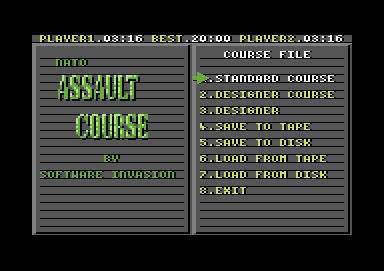 PLAYER1.03:16 BEST.20:00 PLAYER2.03:16
NATO
ASSAULT
COURSE
BY
SOFTWARE INVASION
COURSE FILE
1.STANDARD COURSE
2.DESIGNER COURSE
3.DESIGNER
4.SAVE TO TAPE
5.SAVE TO DISK
6.LOAD FROM TAPE
7.LOAD FROM DISK
8.EXIT